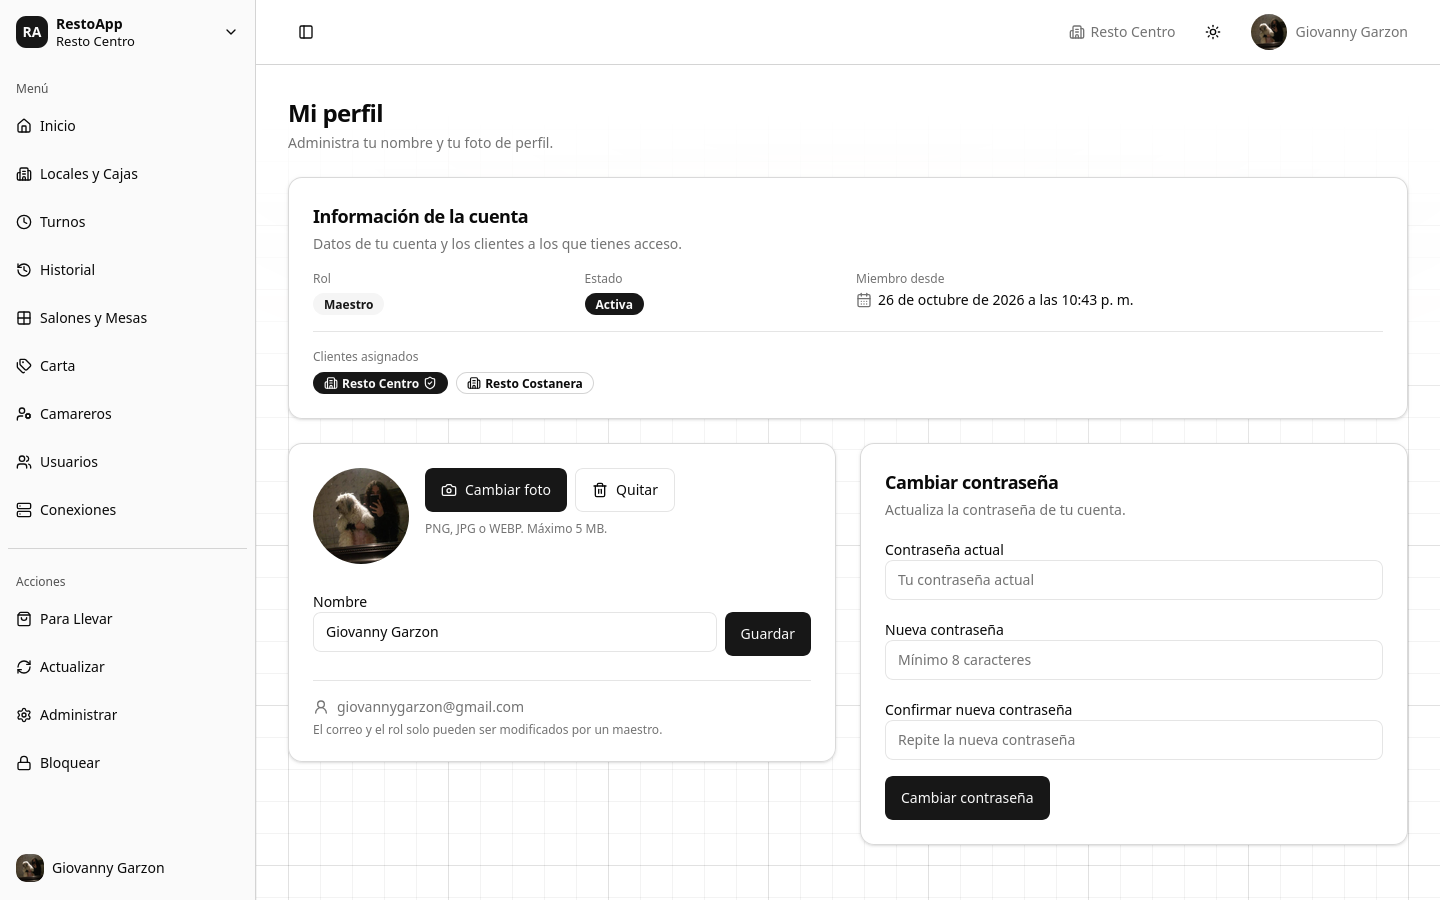 RA
RestoApp
Resto Centro
Menú
Inicio
Locales y Cajas
Turnos
Historial
Salones y Mesas
Carta
Camareros
Usuarios
Conexiones
Acciones
Para Llevar
Actualizar
Administrar
Bloquear
Giovanny Garzon
Resto Centro
Giovanny Garzon
Mi perfil
Administra tu nombre y tu foto de perfil.
Información de la cuenta
Datos de tu cuenta y los clientes a los que tienes acceso.
Rol
Maestro
Estado
Activa
Miembro desde
26 de octubre de 2026 a las 10:43 p. m.
Clientes asignados
Resto Centro
Resto Costanera
Cambiar foto
Quitar
PNG, JPG o WEBP. Máximo 5 MB.
Nombre
Giovanny Garzon
Guardar
giovannygarzon@gmail.com
El correo y el rol solo pueden ser modificados por un maestro.
Cambiar contraseña
Actualiza la contraseña de tu cuenta.
Contraseña actual
Tu contraseña actual
Nueva contraseña
Mínimo 8 caracteres
Confirmar nueva contraseña
Repite la nueva contraseña
Cambiar contraseña